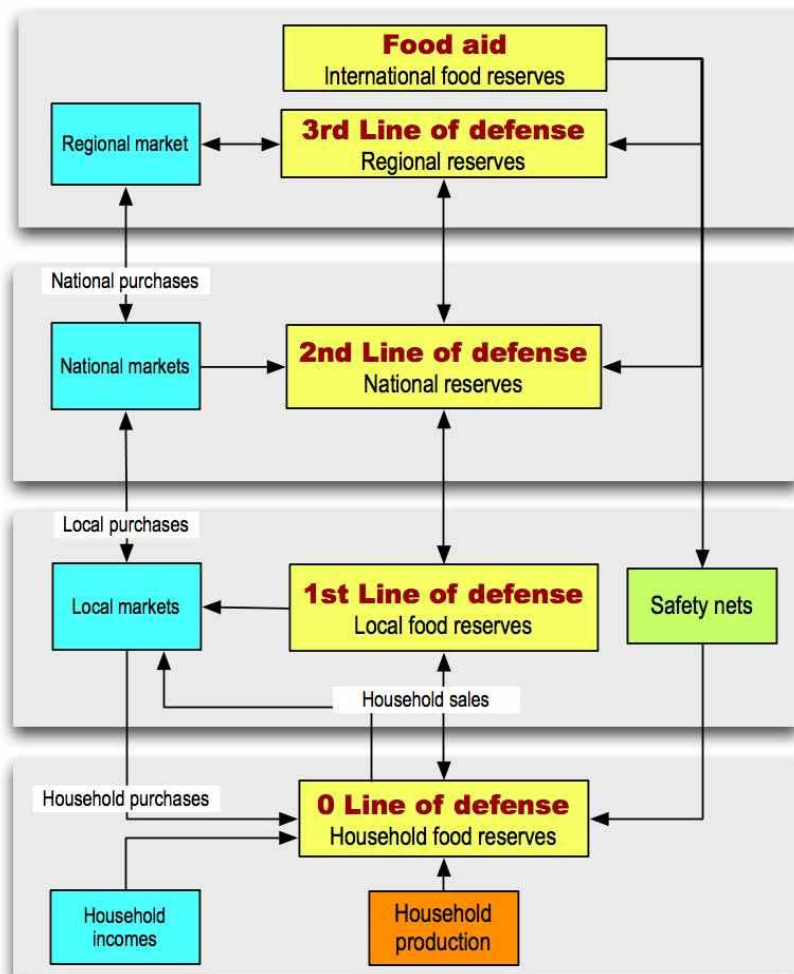 Food aid
International food reserves
Regional market
3rd Line of defense
Regional reserves
National purchases
National markets
2nd Line of defense
National reserves
Local purchases
Local markets
1st Line of defense
Local food reserves
Safety nets
Household sales
Household purchases
0 Line of defense
Household food reserves
Household
incomes
Household
production